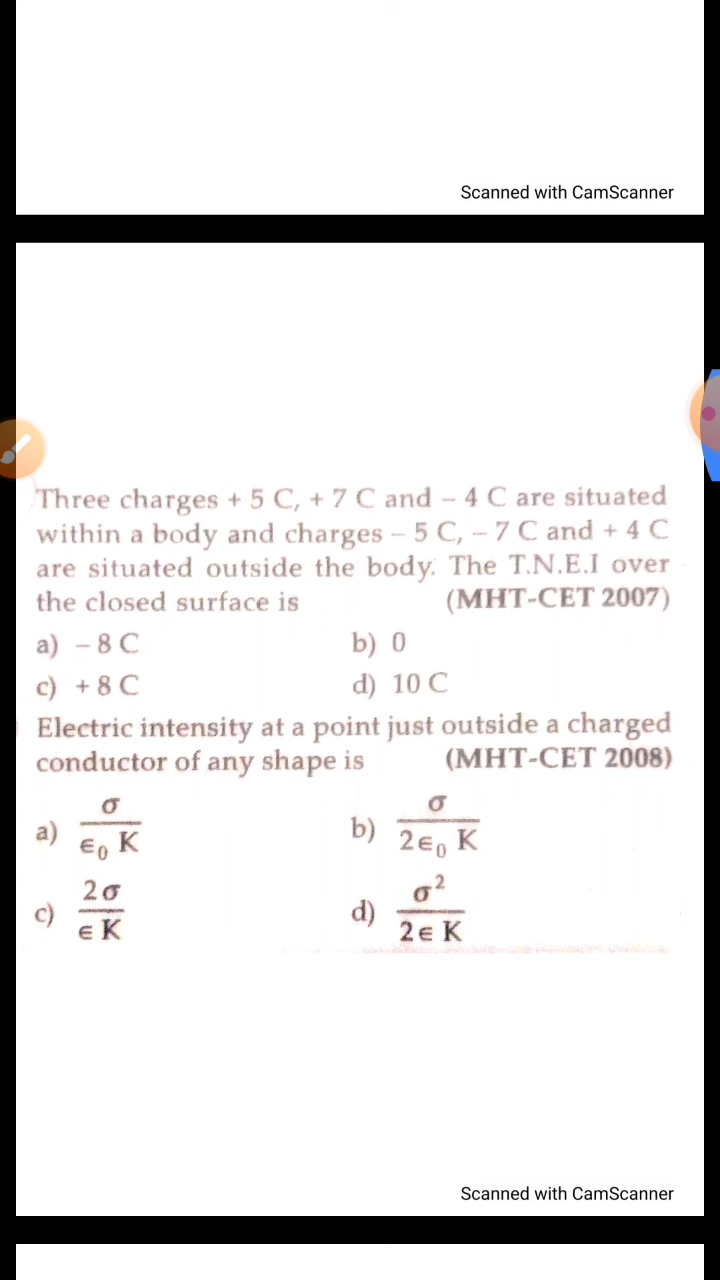 Scanned with CamScanner
Three charges + 5 C, + 7 C and – 4 C are situated
within a body and charges – 5 C, – 7 C and + 4 C
are situated outside the body. The T.N.E.I over
the closed surface is (MHT-CET 2007)
a) – 8 C b) 0
c) + 8 C d) 10 C
Electric intensity at a point just outside a charged
conductor of any shape is (MHT-CET 2008)
a) σ / ∈₀ K b) σ / 2∈₀ K
c) 2σ / ∈ K d) σ² / 2∈ K
Scanned with CamScanner